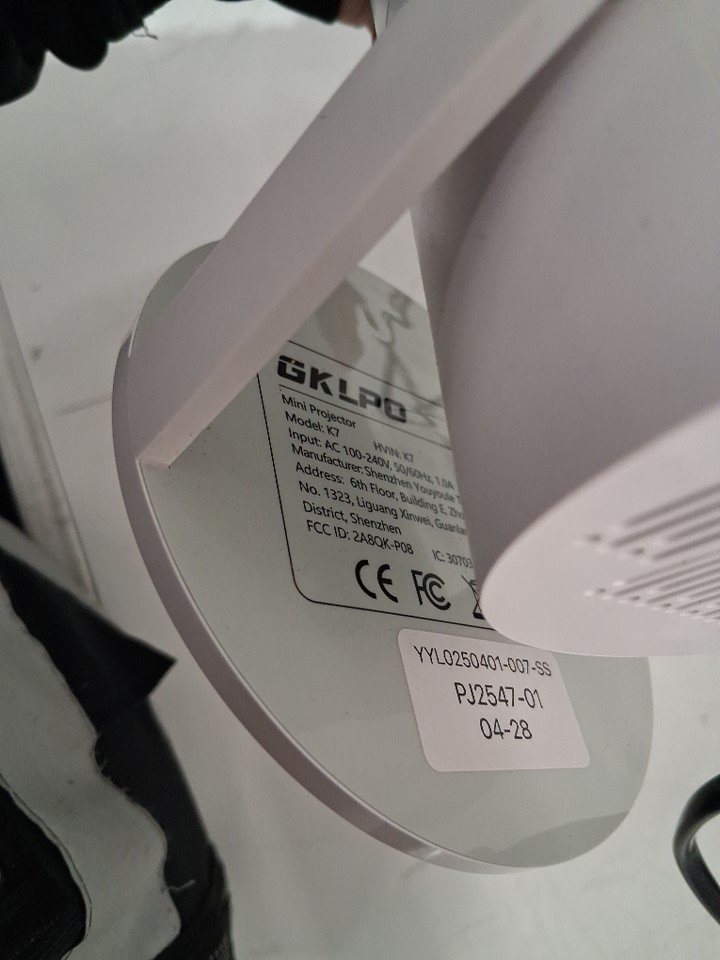 GKLPO
Mini Projector
Model: K7 HVIN: K7
Input: AC 100-240V, 50/60Hz, 1.0A
Manufacturer: Shenzhen Youyoule
Address: 6th Floor, Building E,
No. 1323, Liguang Xinwei,
District, Shenzhen
FCC ID: 2A8QK-P08 IC: 30703
CE FC
YYL0250401-007-SS
PJ2547-01
04-28